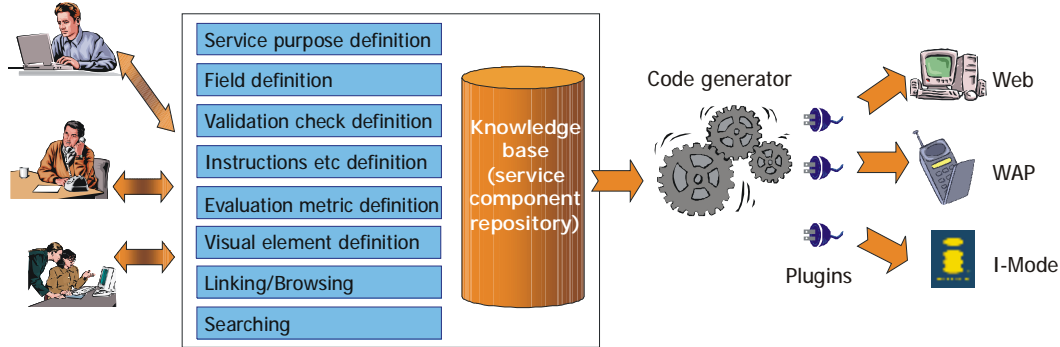 Service purpose definition
Field definition
Validation check definition
Instructions etc definition
Evaluation metric definition
Visual element definition
Linking/Browsing
Searching
Knowledge
base
(service
component
repository)
Code generator
Plugins
Web
WAP
I-Mode